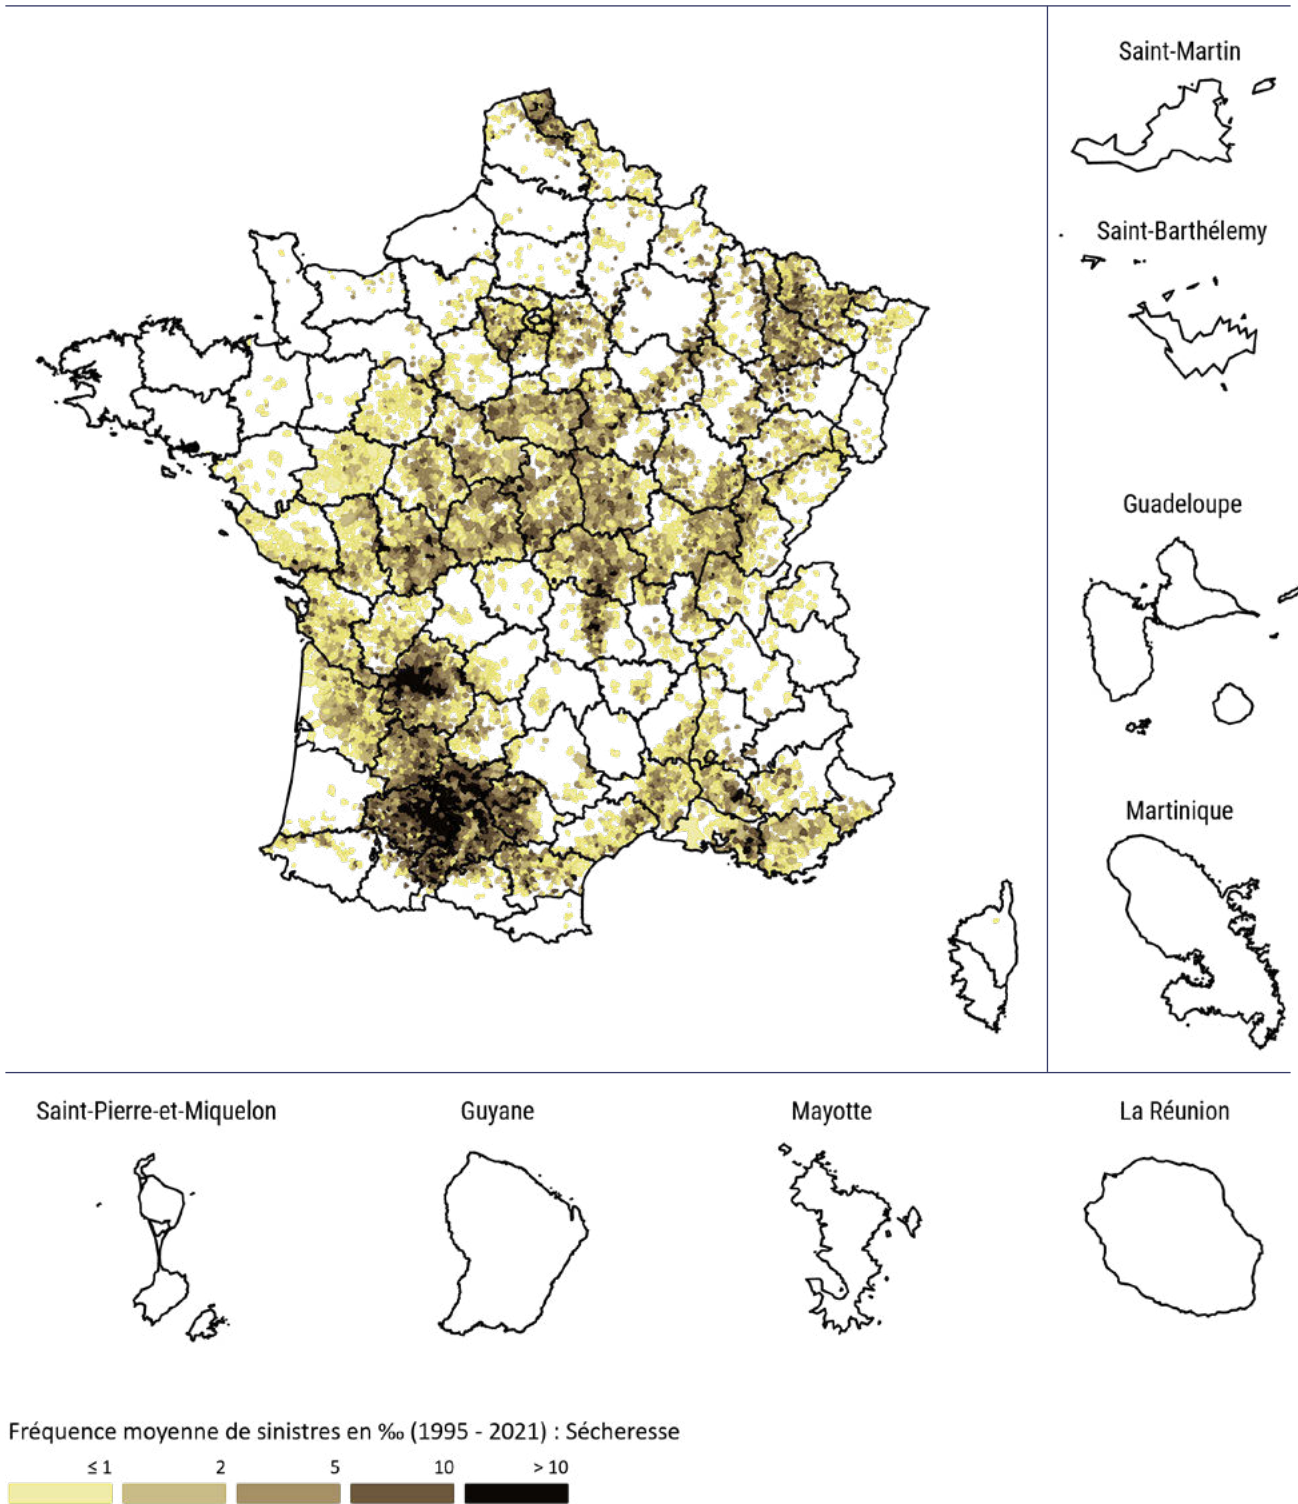 Saint-Martin
Saint-Barthélemy
Guadeloupe
Martinique
Saint-Pierre-et-Miquelon
Guyane
Mayotte
La Réunion
Fréquence moyenne de sinistres en ‰ (1995 - 2021) : Sécheresse
≤ 1 2 5 10 > 10